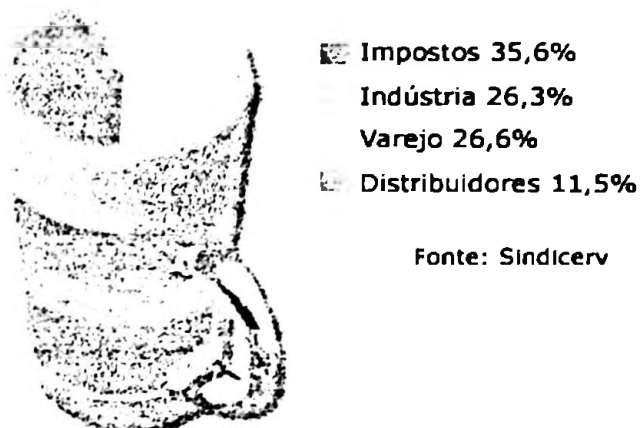 Impostos 35,6%
Indústria 26,3%
Varejo 26,6%
Distribuidores 11,5%
Fonte: Sindicerv